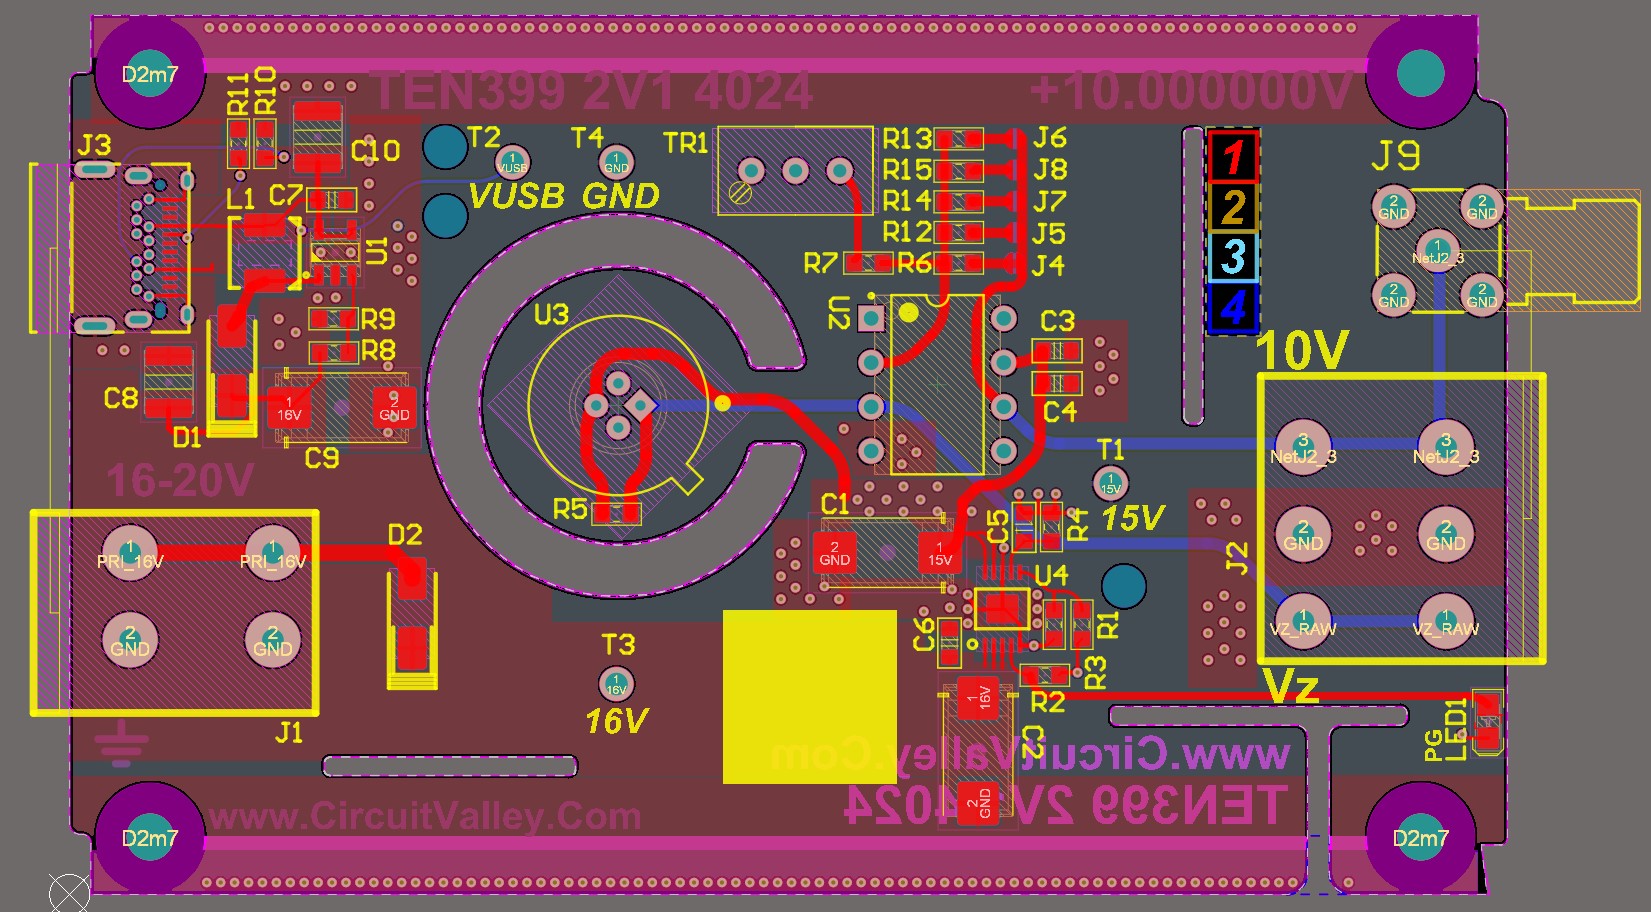 TEN399 2V1 4024
+10.000000V
D2m7
R11
R10
J3
C10
T2
T4
TR1
R13
J6
1
VUSB
1
GND
R15
J8
1
J9
L1
C7
VUSB
GND
R14
J7
2
2
GND
2
GND
R12
J5
U1
3
1
NetJ2_3
R7
R6
J4
2
GND
2
GND
4
U3
U2
R9
C3
R8
10V
C8
1
16V
2
GND
C4
D1
C9
T1
3
NetJ2_3
3
NetJ2_3
16-20V
1
15V
R5
C1
C5
R4
15V
D2
1
PRI_16V
1
PRI_16V
2
GND
1
15V
2
GND
2
GND
J2
U4
2
GND
2
GND
T3
C6
R1
1
VZ_RAW
1
VZ_RAW
1
16V
R3
Vz
16V
1
16V
R2
J1
LED1
PG
C2
www.CircuitValley.Com
www.CircuitValley.Com
TEN399 2V1 4024
2
GND
D2m7
D2m7